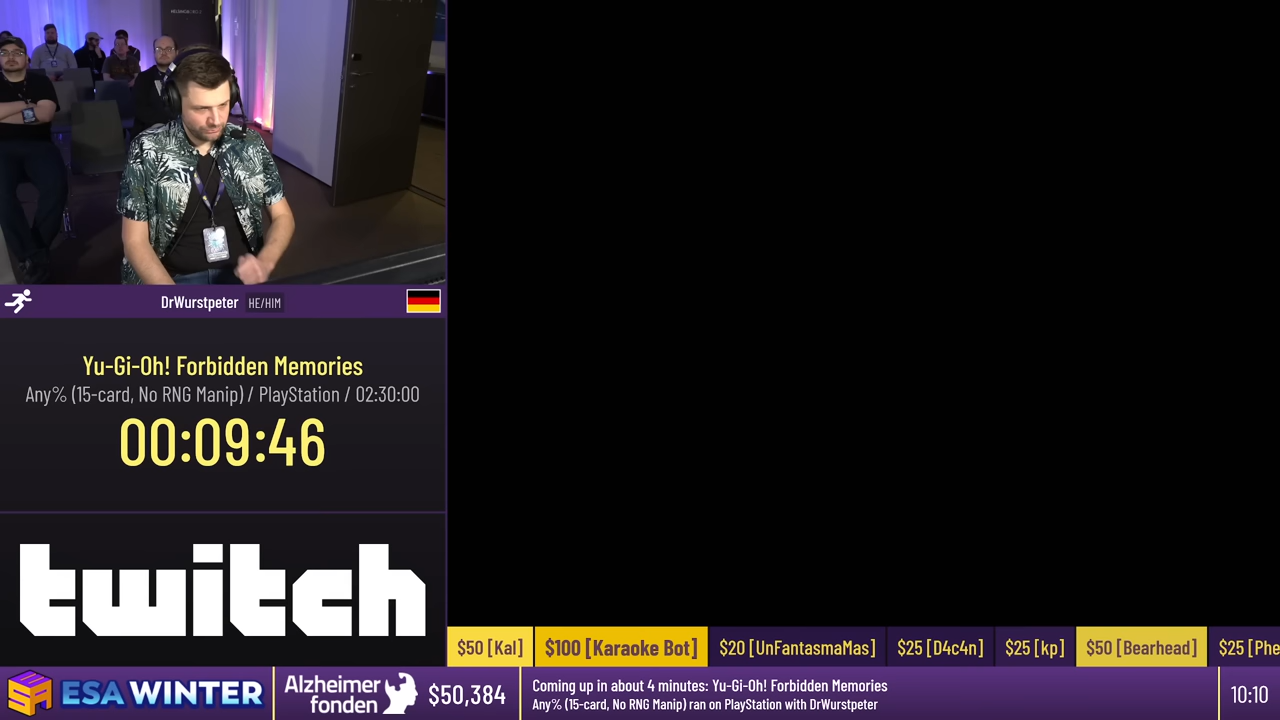 DrWurstpeter HE/HIM
Yu-Gi-Oh! Forbidden Memories
Any% (15-card, No RNG Manip) / PlayStation / 02:30:00
00:09:46
twitch
$50 [Kal]
$100 [Karaoke Bot]
$20 [UnFantasmaMas]
$25 [D4c4n]
$25 [kp]
$50 [Bearhead]
$25 [Phe
ESA WINTER
Alzheimer
fonden
$50,384
Coming up in about 4 minutes: Yu-Gi-Oh! Forbidden Memories
Any% (15-card, No RNG Manip) ran on PlayStation with DrWurstpeter
10:10